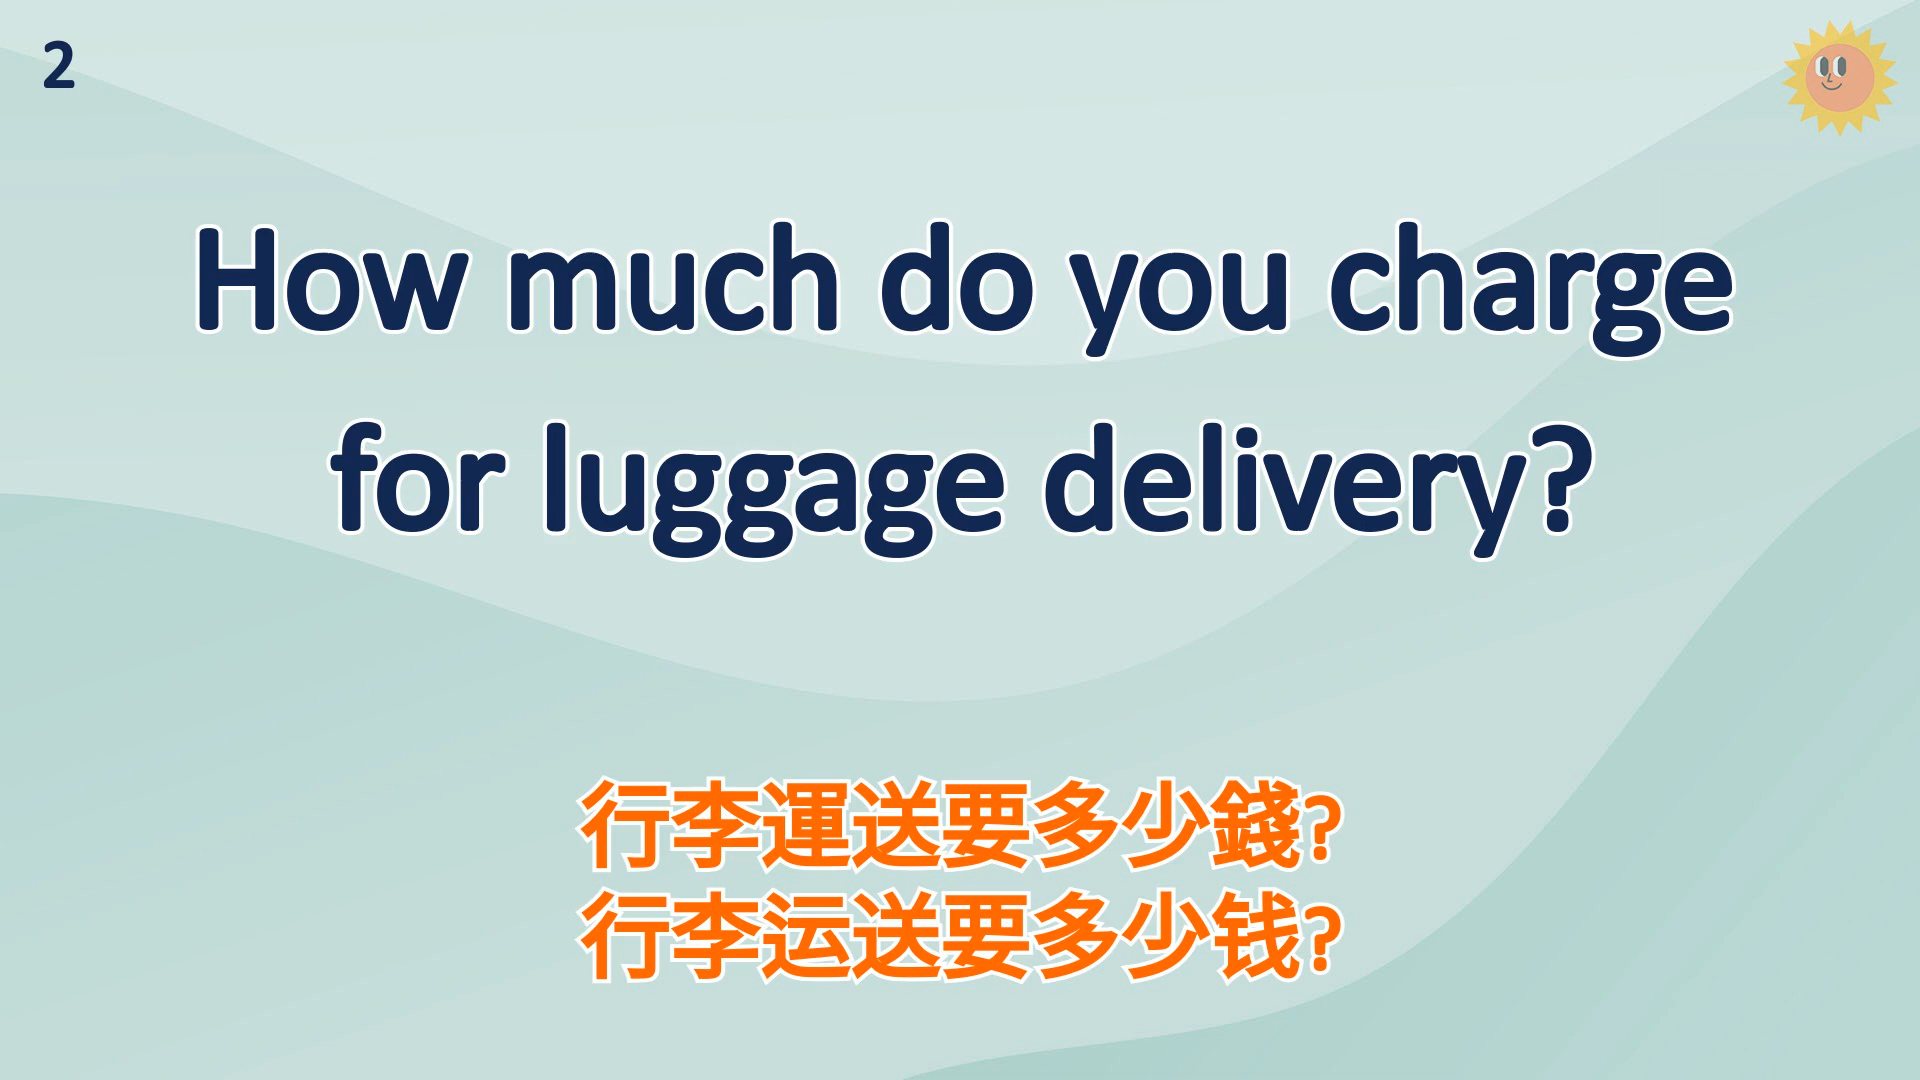 2
How much do you charge
for luggage delivery?
行李運送要多少錢?
行李运送要多少钱?